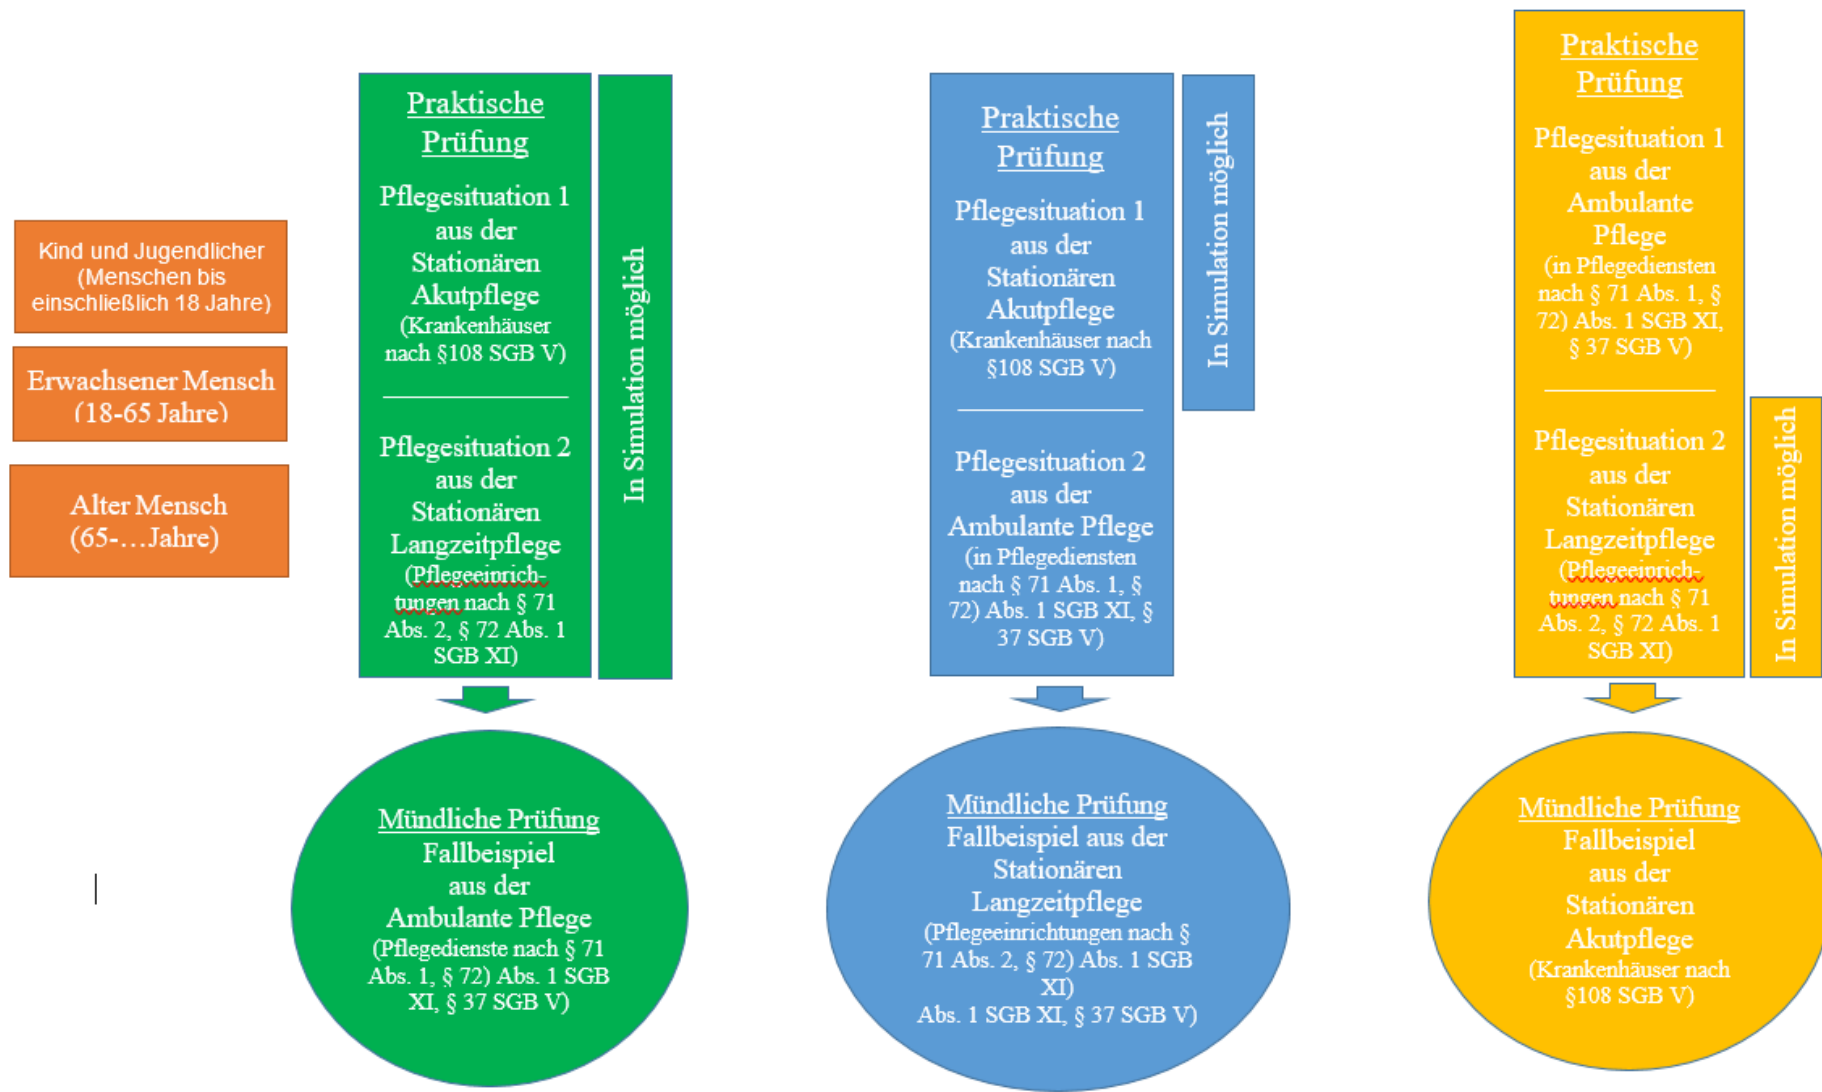 Kind und Jugendlicher
(Menschen bis
einschließlich 18 Jahre)
Erwachsener Mensch
(18-65 Jahre)
Alter Mensch
(65-…Jahre)
Praktische
Prüfung
Pflegesituation 1
aus der
Stationären
Akutpflege
(Krankenhäuser
nach §108 SGB V)
Pflegesituation 2
aus der
Stationären
Langzeitpflege
(Pflegeeinrich-
tungen nach § 71
Abs. 2, § 72 Abs. 1
SGB XI)
In Simulation möglich
Mündliche Prüfung
Fallbeispiel
aus der
Ambulante Pflege
(Pflegedienste nach § 71
Abs. 1, § 72) Abs. 1 SGB
XI, § 37 SGB V)
Praktische
Prüfung
Pflegesituation 1
aus der
Stationären
Akutpflege
(Krankenhäuser nach
§108 SGB V)
Pflegesituation 2
aus der
Ambulante Pflege
(in Pflegediensten
nach § 71 Abs. 1, §
72) Abs. 1 SGB XI, §
37 SGB V)
In Simulation möglich
Mündliche Prüfung
Fallbeispiel aus der
Stationären
Langzeitpflege
(Pflegeeinrichtungen nach §
71 Abs. 2, § 72) Abs. 1 SGB
XI)
Abs. 1 SGB XI, § 37 SGB V)
Praktische
Prüfung
Pflegesituation 1
aus der
Ambulante
Pflege
(in Pflegediensten
nach § 71 Abs. 1, §
72) Abs. 1 SGB XI,
§ 37 SGB V)
Pflegesituation 2
aus der
Stationären
Langzeitpflege
(Pflegeeinrich-
tungen nach § 71
Abs. 2, § 72 Abs. 1
SGB XI)
In Simulation möglich
Mündliche Prüfung
Fallbeispiel
aus der
Stationären
Akutpflege
(Krankenhäuser nach
§108 SGB V)